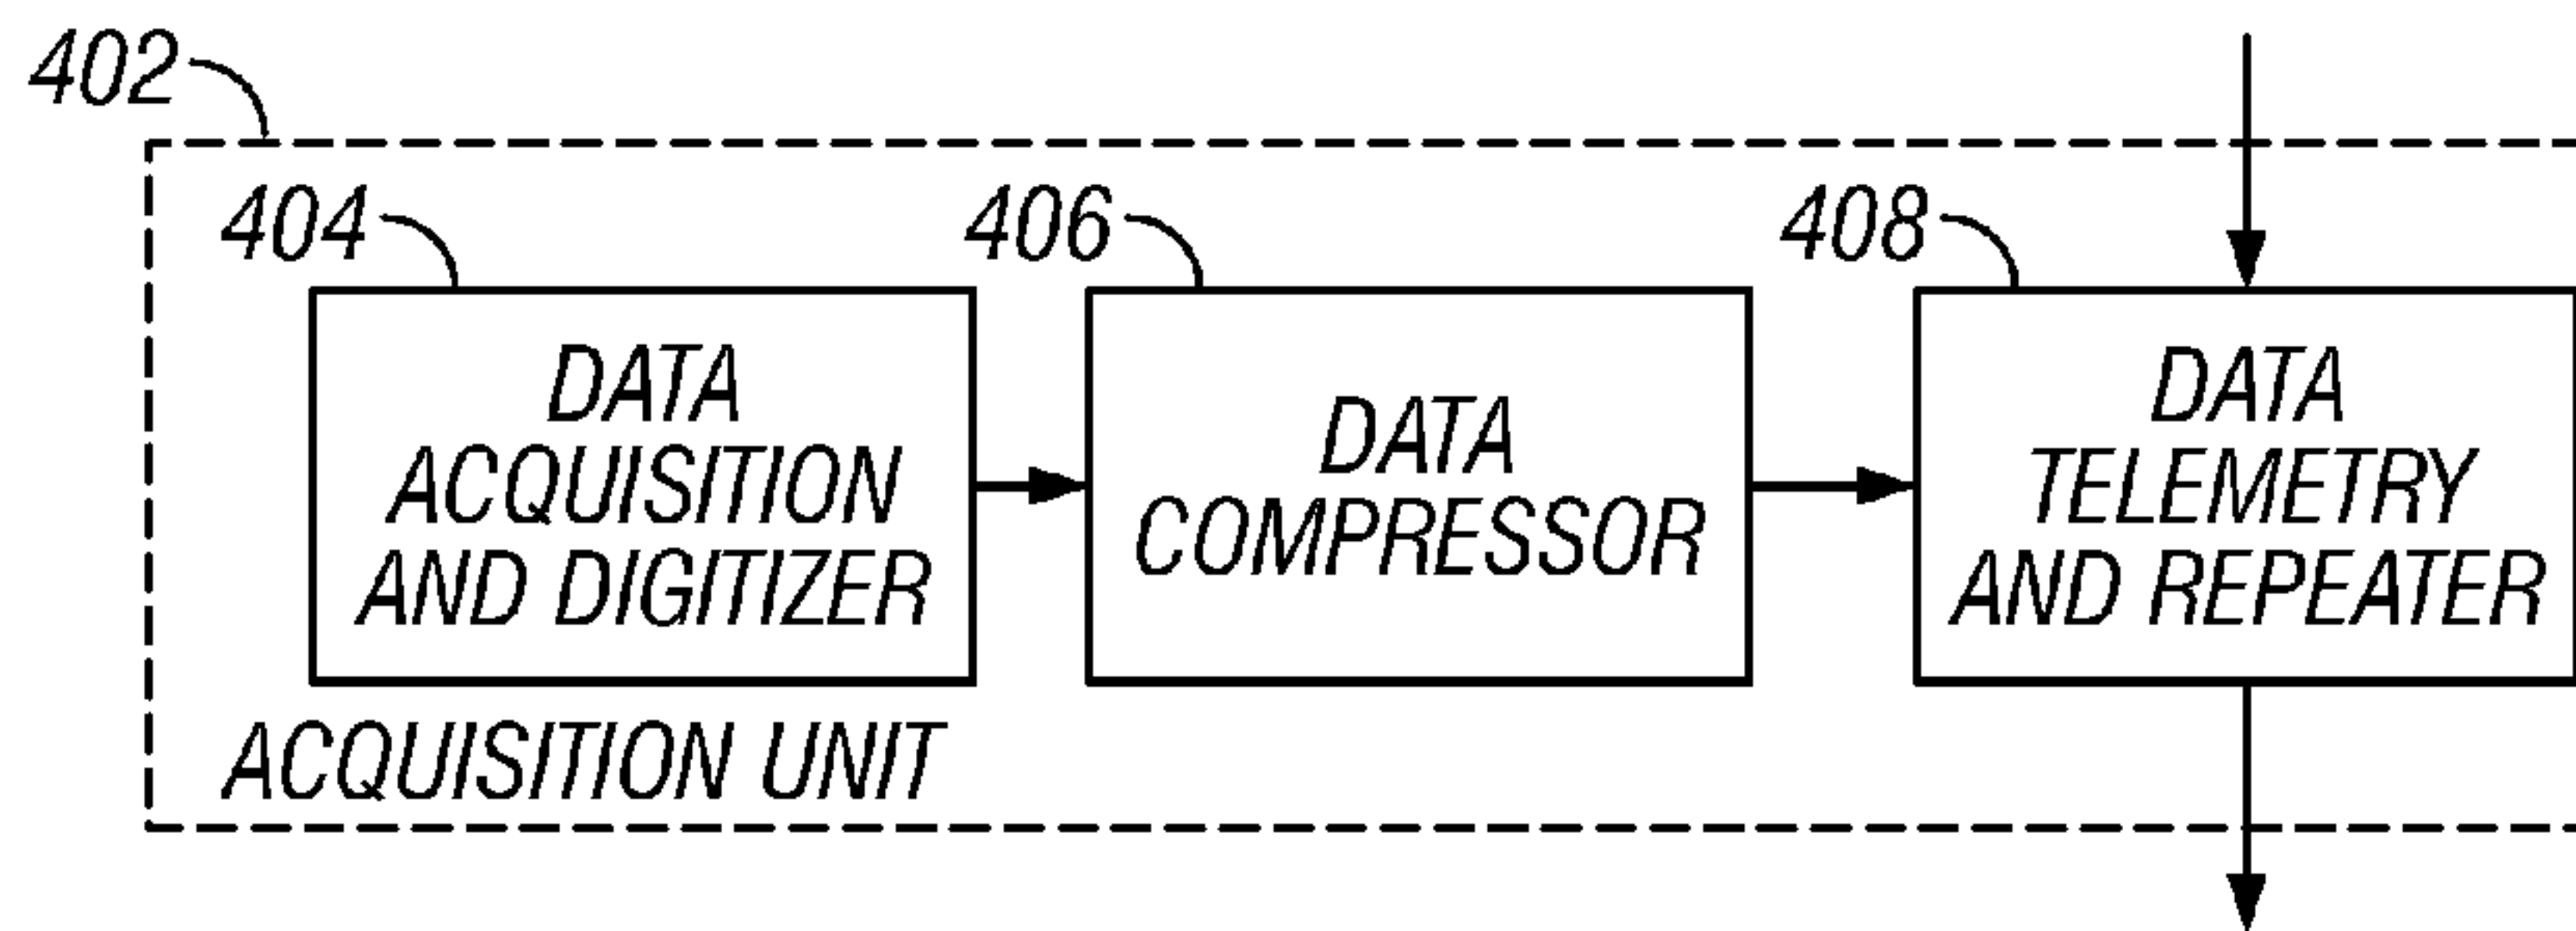 402
404
406
408
DATA
ACQUISITION
AND DIGITIZER
DATA
COMPRESSOR
DATA
TELEMETRY
AND REPEATER
ACQUISITION UNIT